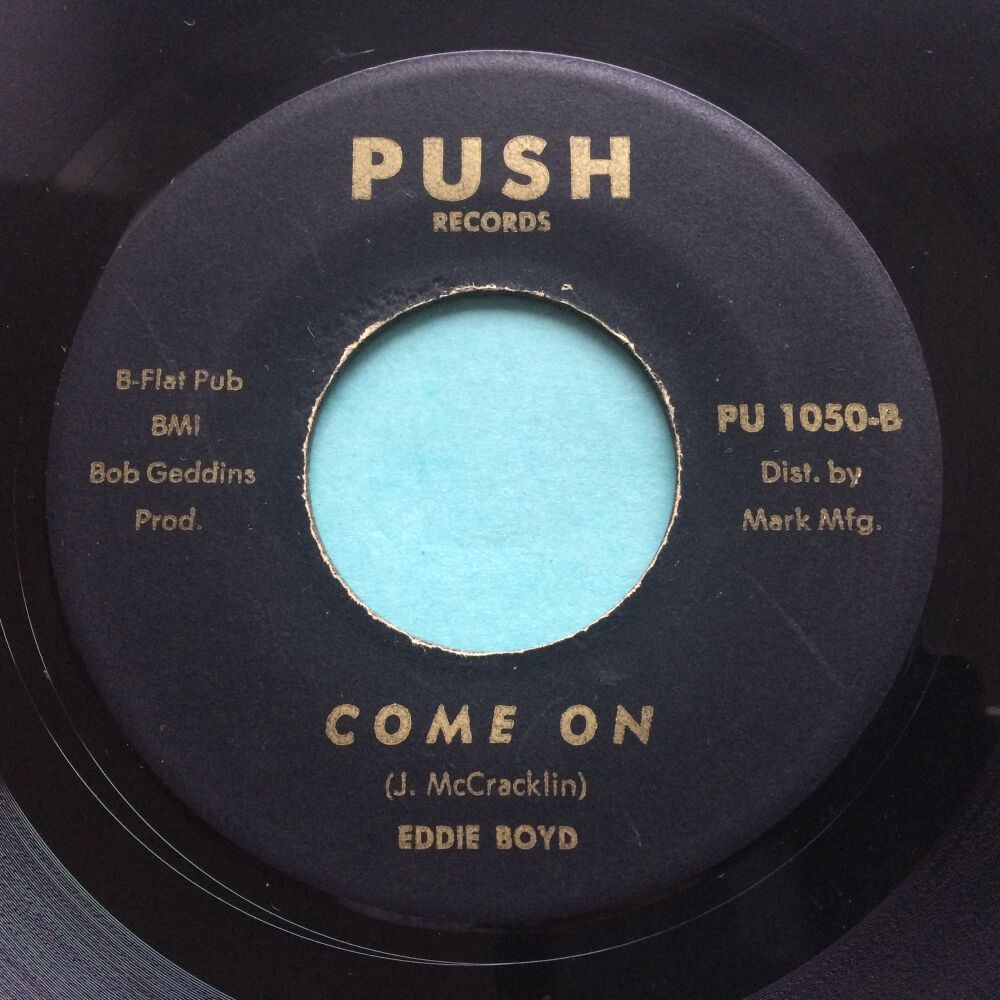 PUSH
RECORDS
B-Flat Pub
BMI
Bob Geddins
Prod.
PU 1050-B
Dist. by
Mark Mfg.
COME ON
(J. McCracklin)
EDDIE BOYD